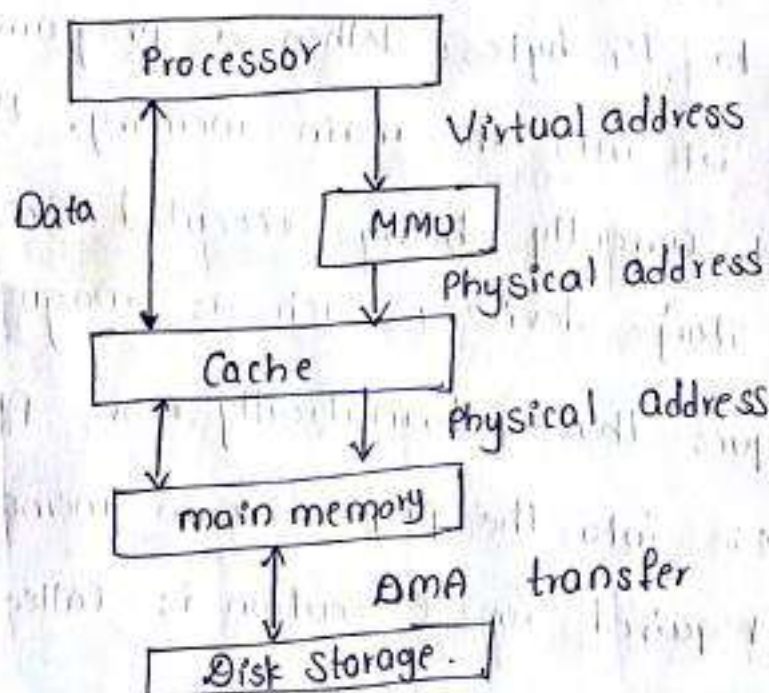 Processor
Virtual address
Data
MMU
Physical address
Cache
Physical address
main memory
DMA transfer
Disk Storage.